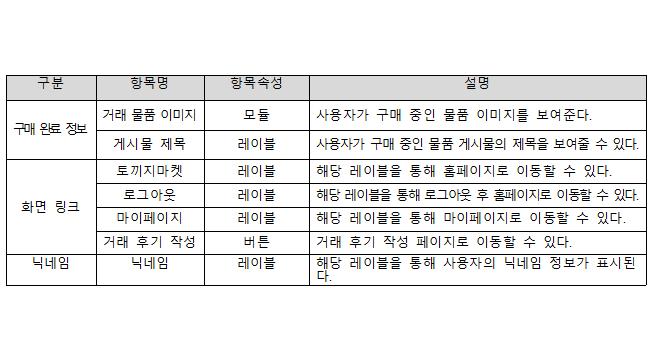 구분 항목명 항목속성 설명
구매 완료 정보 거래 물품 이미지 모듈 사용자가 구매 중인 물품 이미지를 보여준다.
게시물 제목 레이블 사용자가 구매 중인 물품 게시물의 제목을 보여줄 수 있다.
화면 링크 토끼지마켓 레이블 해당 레이블을 통해 홈페이지로 이동할 수 있다.
로그아웃 레이블 해당 레이블을 통해 로그아웃 후 홈페이지로 이동할 수 있다.
마이페이지 레이블 해당 레이블을 통해 마이페이지로 이동할 수 있다.
거래 후기 작성 버튼 거래 후기 작성 페이지로 이동할 수 있다.
닉네임 닉네임 레이블 해당 레이블을 통해 사용자의 닉네임 정보가 표시된
다.